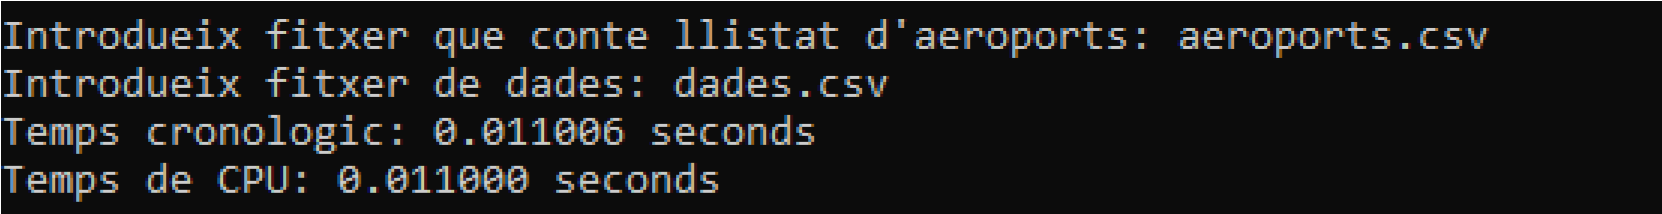 Introdueix fitxer que conte llistat d'aeroports: aeroports.csv
Introdueix fitxer de dades: dades.csv
Temps cronologic: 0.011006 seconds
Temps de CPU: 0.011000 seconds